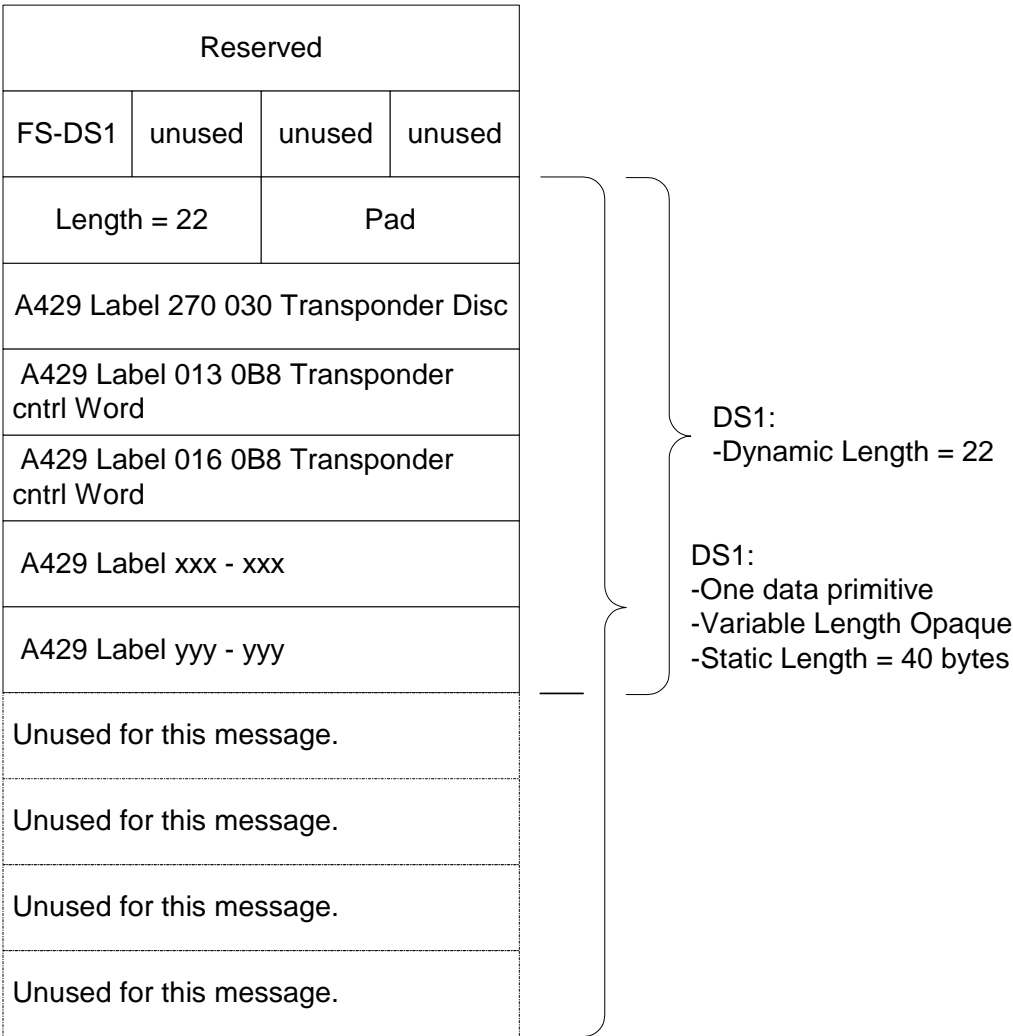 Reserved
FS-DS1 unused unused unused
Length = 22 Pad
A429 Label 270 030 Transponder Disc
A429 Label 013 0B8 Transponder
cntrl Word
A429 Label 016 0B8 Transponder
cntrl Word
A429 Label xxx - xxx
A429 Label yyy - yyy
Unused for this message.
Unused for this message.
Unused for this message.
Unused for this message.
DS1:
-Dynamic Length = 22
DS1:
-One data primitive
-Variable Length Opaque
-Static Length = 40 bytes